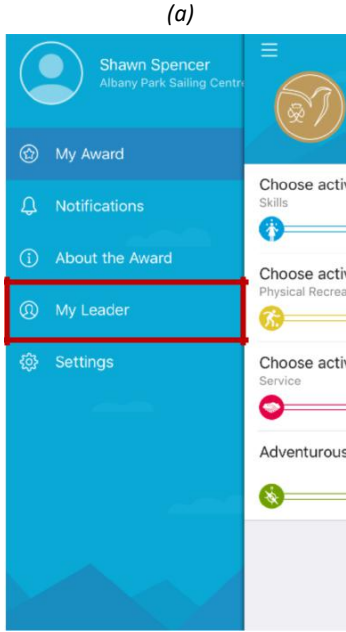 (a)
Shawn Spencer
Albany Park Sailing Centr
My Award
Notifications
About the Award
My Leader
Settings
Choose activ
Skills
Choose activ
Physical Recrea
Choose activ
Service
Adventurous